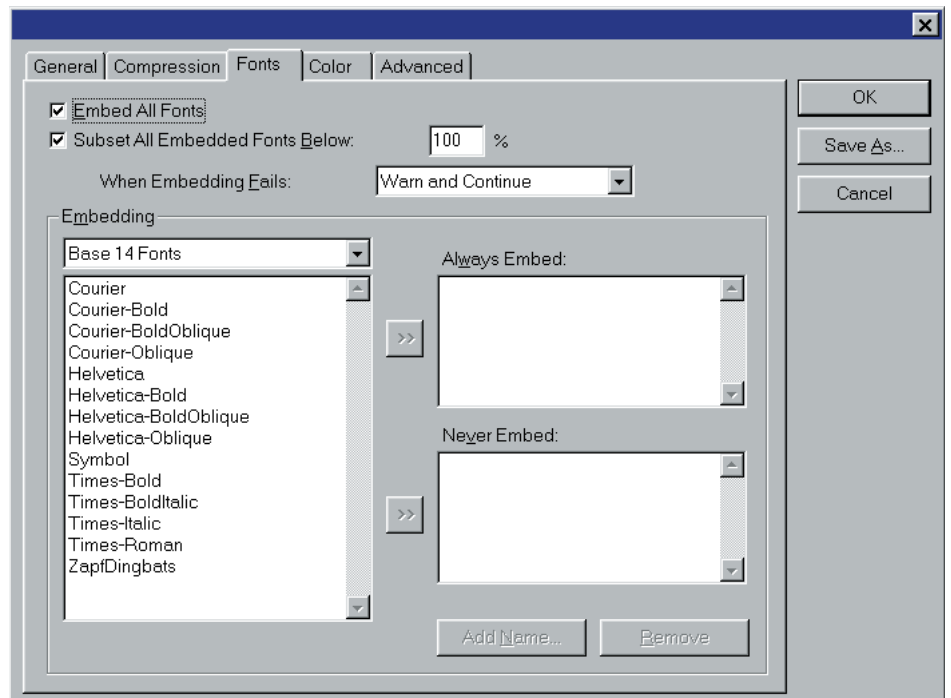 General Compression Fonts Color Advanced
Embed All Fonts
Subset All Embedded Fonts Below: 100 %
When Embedding Fails: Warn and Continue
OK
Save As...
Cancel
Embedding
Base 14 Fonts
Courier
Courier-Bold
Courier-BoldOblique
Courier-Oblique
Helvetica
Helvetica-Bold
Helvetica-BoldOblique
Helvetica-Oblique
Symbol
Times-Bold
Times-BoldItalic
Times-Italic
Times-Roman
ZapfDingbats
>>
>>
Always Embed:
Never Embed:
Add Name... Remove